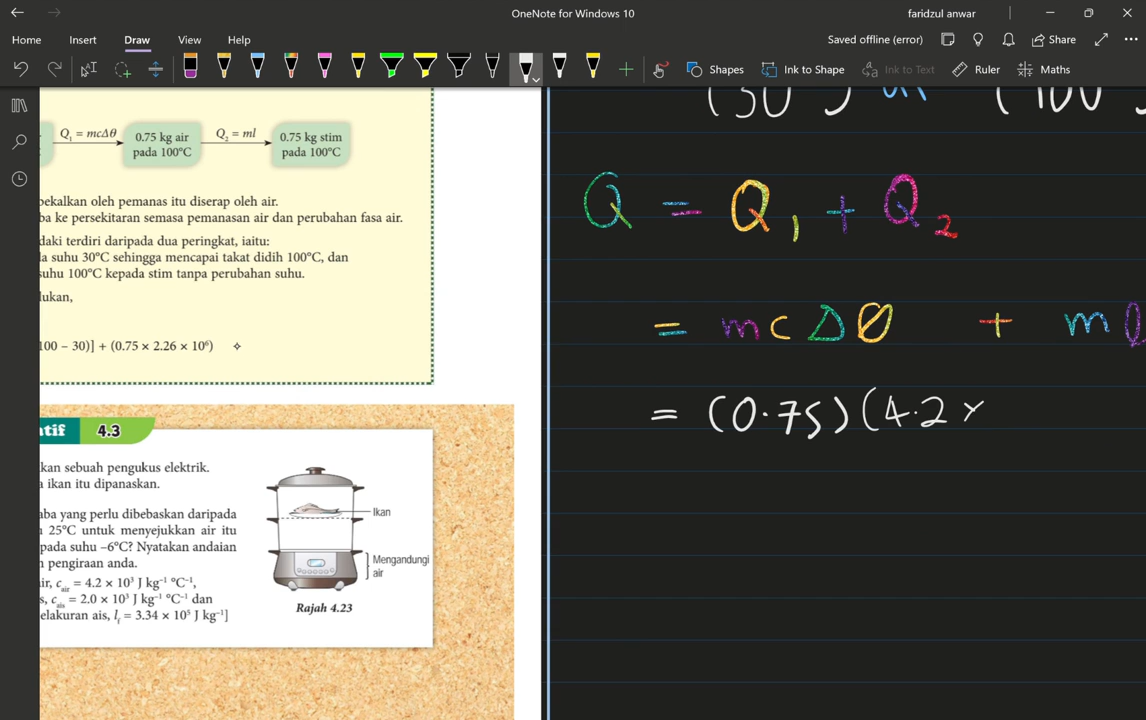 OneNote for Windows 10
faridzul anwar
Home Insert Draw View Help
Saved offline (error)
Share
Shapes
Ink to Shape
Ink to Text
Ruler
Maths
Q₁ = mcΔθ
0.75 kg air
pada 100°C
Q₂ = ml
0.75 kg stim
pada 100°C
bekalkan oleh pemanas itu diserap oleh air.
ba ke persekitaran semasa pemanasan air dan perubahan fasa air.
daki terdiri daripada dua peringkat, iaitu:
la suhu 30°C sehingga mencapai takat didih 100°C, dan
suhu 100°C kepada stim tanpa perubahan suhu.
lukan,
100 – 30)] + (0.75 × 2.26 × 10⁶)
tif 4.3
kan sebuah pengukus elektrik.
a ikan itu dipanaskan.
aba yang perlu dibebaskan daripada
25°C untuk menyejukkan air itu
pada suhu –6°C? Nyatakan andaian
n pengiraan anda.
ir, c_air = 4.2 × 10³ J kg⁻¹ °C⁻¹,
s, c_ais = 2.0 × 10³ J kg⁻¹ °C⁻¹ dan
elakuran ais, l_f = 3.34 × 10⁵ J kg⁻¹]
Ikan
Mengandungi
air
Rajah 4.23
Q = Q₁ + Q₂
= mcΔθ + ml
= (0.75)(4.2 ×